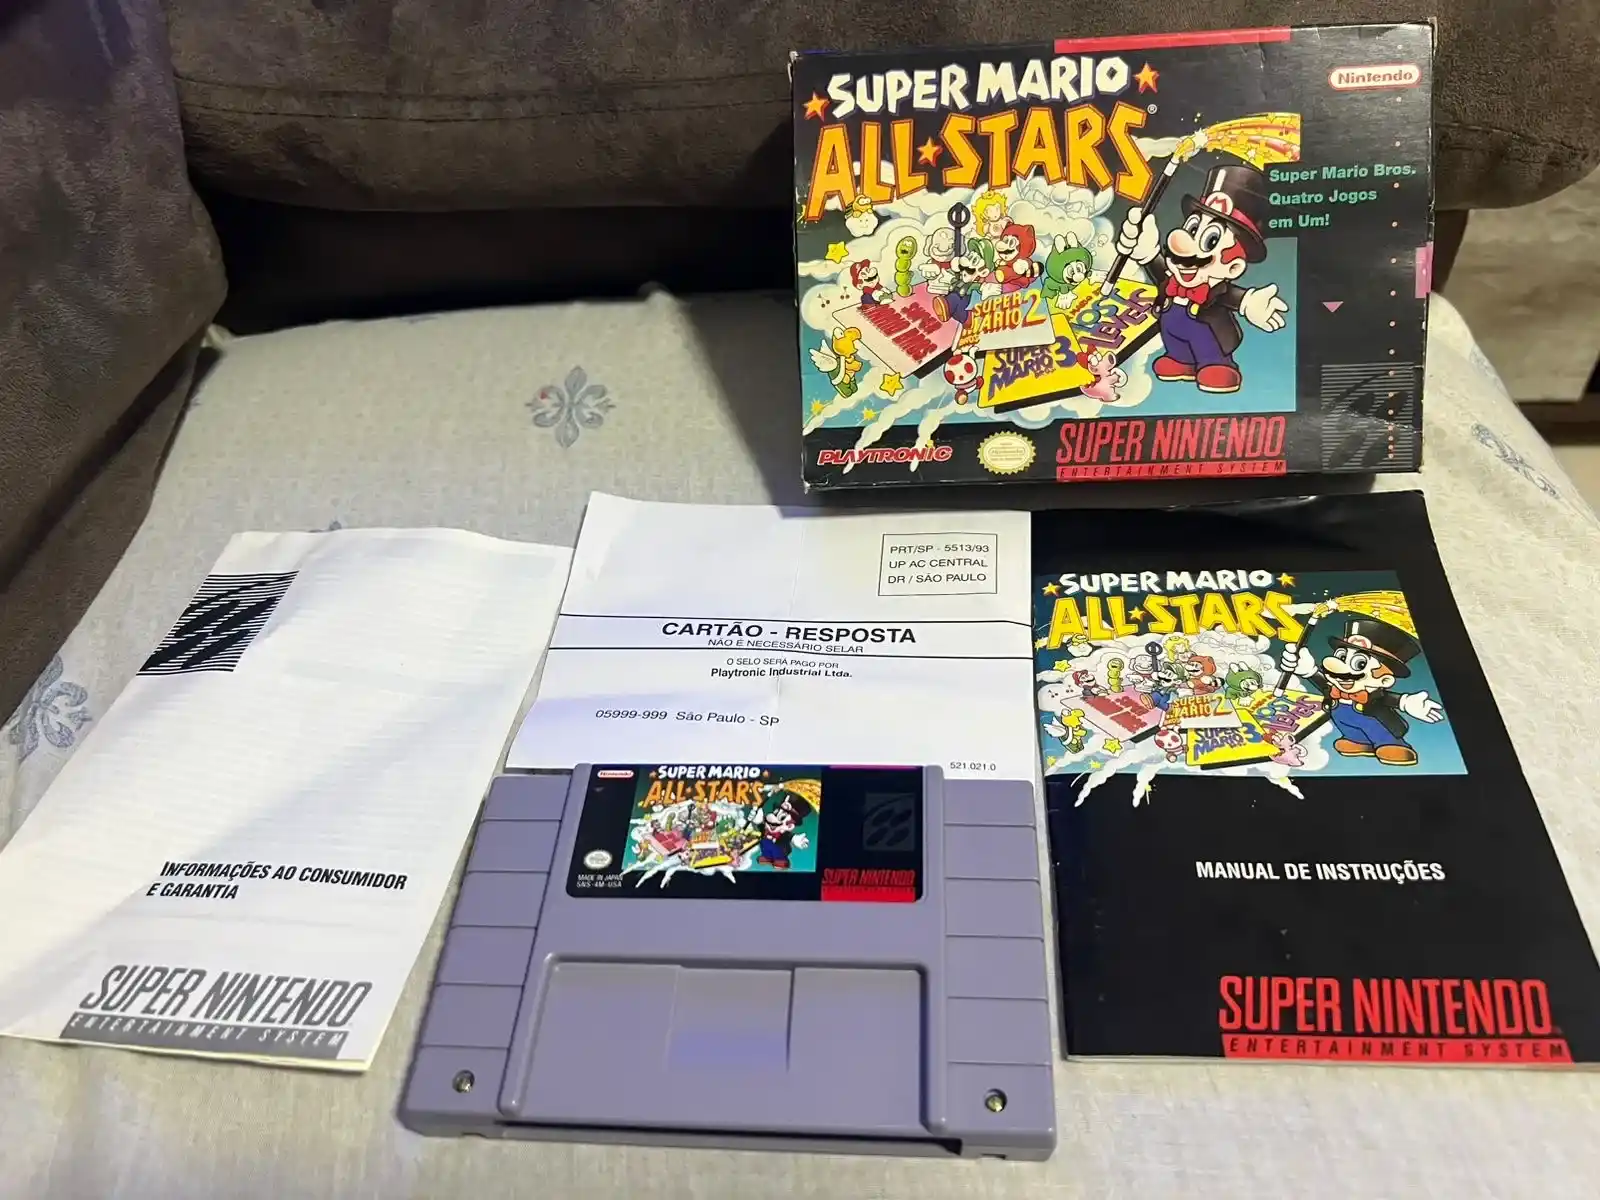 SUPER MARIO
ALL★STARS®
Nintendo
Super Mario Bros.
Quatro Jogos
em Um!
SUPER
MARIO 2
SUPER
MARIO 3
LEVELS
PLAYTRONIC
SUPER NINTENDO
ENTERTAINMENT SYSTEM
PRT/SP - 5513/93
UP AC CENTRAL
DR / SÃO PAULO
CARTÃO - RESPOSTA
NÃO É NECESSÁRIO SELAR
O SELO SERÁ PAGO POR
Playtronic Industrial Ltda.
05999-999 São Paulo - SP
521.021.0
INFORMAÇÕES AO CONSUMIDOR
E GARANTIA
SUPER NINTENDO
ENTERTAINMENT SYSTEM
Nintendo
SUPER MARIO
ALL★STARS
MADE IN JAPAN
SNS-4M-USA
SUPER NINTENDO
ENTERTAINMENT SYSTEM
SUPER MARIO
ALL★STARS
SUPER
MARIO 2
SUPER
MARIO 3
LEVELS
MANUAL DE INSTRUÇÕES
SUPER NINTENDO
ENTERTAINMENT SYSTEM